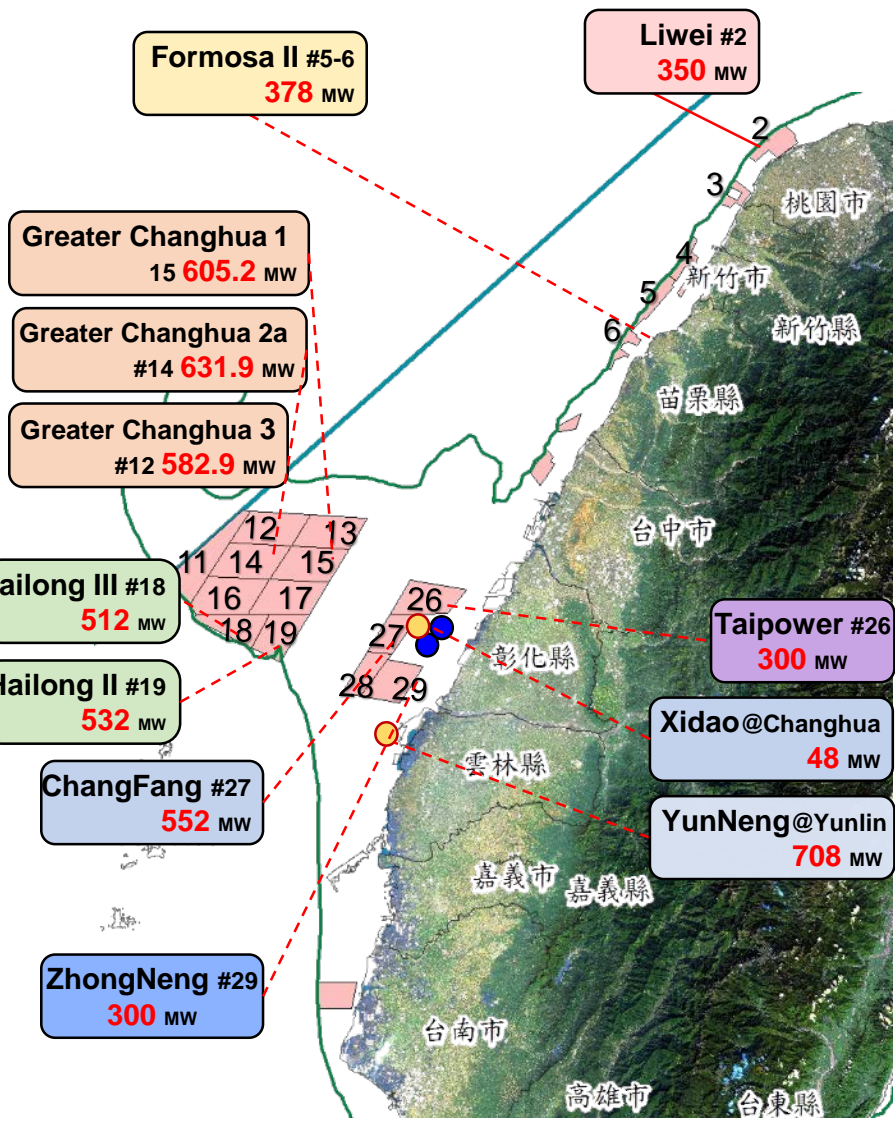 Formosa II #5-6
378 MW
Liwei #2
350 MW
2
3
桃園市
Greater Changhua 1
15 605.2 MW
4
新竹市
5
新竹縣
6
Greater Changhua 2a
#14 631.9 MW
苗栗縣
Greater Changhua 3
#12 582.9 MW
台中市
12
13
11
14
15
16
17
18
19
26
27
28
29
彰化縣
ailong III #18
512 MW
Taipower #26
300 MW
Hailong II #19
532 MW
Xidao@Changhua
48 MW
雲林縣
ChangFang #27
552 MW
YunNeng@Yunlin
708 MW
嘉義市
嘉義縣
ZhongNeng #29
300 MW
台南市
高雄市
台東縣